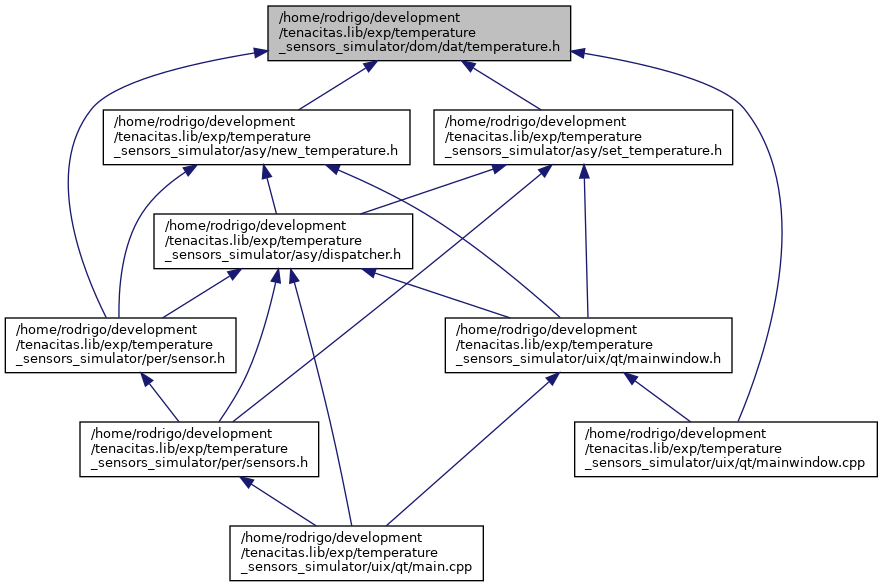 /home/rodrigo/development
/tenacitas.lib/exp/temperature
_sensors_simulator/dom/dat/temperature.h
/home/rodrigo/development
/tenacitas.lib/exp/temperature
_sensors_simulator/asy/new_temperature.h
/home/rodrigo/development
/tenacitas.lib/exp/temperature
_sensors_simulator/asy/set_temperature.h
/home/rodrigo/development
/tenacitas.lib/exp/temperature
_sensors_simulator/asy/dispatcher.h
/home/rodrigo/development
/tenacitas.lib/exp/temperature
_sensors_simulator/per/sensor.h
/home/rodrigo/development
/tenacitas.lib/exp/temperature
_sensors_simulator/uix/qt/mainwindow.h
/home/rodrigo/development
/tenacitas.lib/exp/temperature
_sensors_simulator/per/sensors.h
/home/rodrigo/development
/tenacitas.lib/exp/temperature
_sensors_simulator/uix/qt/mainwindow.cpp
/home/rodrigo/development
/tenacitas.lib/exp/temperature
_sensors_simulator/uix/qt/main.cpp